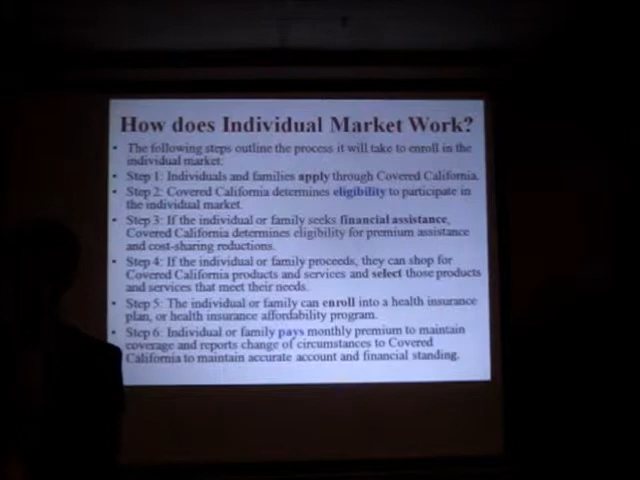 How does Individual Market Work?
• The following steps outline the process it will take to enroll in the
individual market.
• Step 1: Individuals and families apply through Covered California.
• Step 2: Covered California determines eligibility to participate in
the individual market.
• Step 3: If the individual or family seeks financial assistance,
Covered California determines eligibility for premium assistance
and cost-sharing reductions.
• Step 4: If the individual or family proceeds, they can shop for
Covered California products and services and select those products
and services that meet their needs.
• Step 5: The individual or family can enroll into a health insurance
plan, or health insurance affordability program.
• Step 6: Individual or family pays monthly premium to maintain
coverage and reports change of circumstances to Covered
California to maintain accurate account and financial standing.